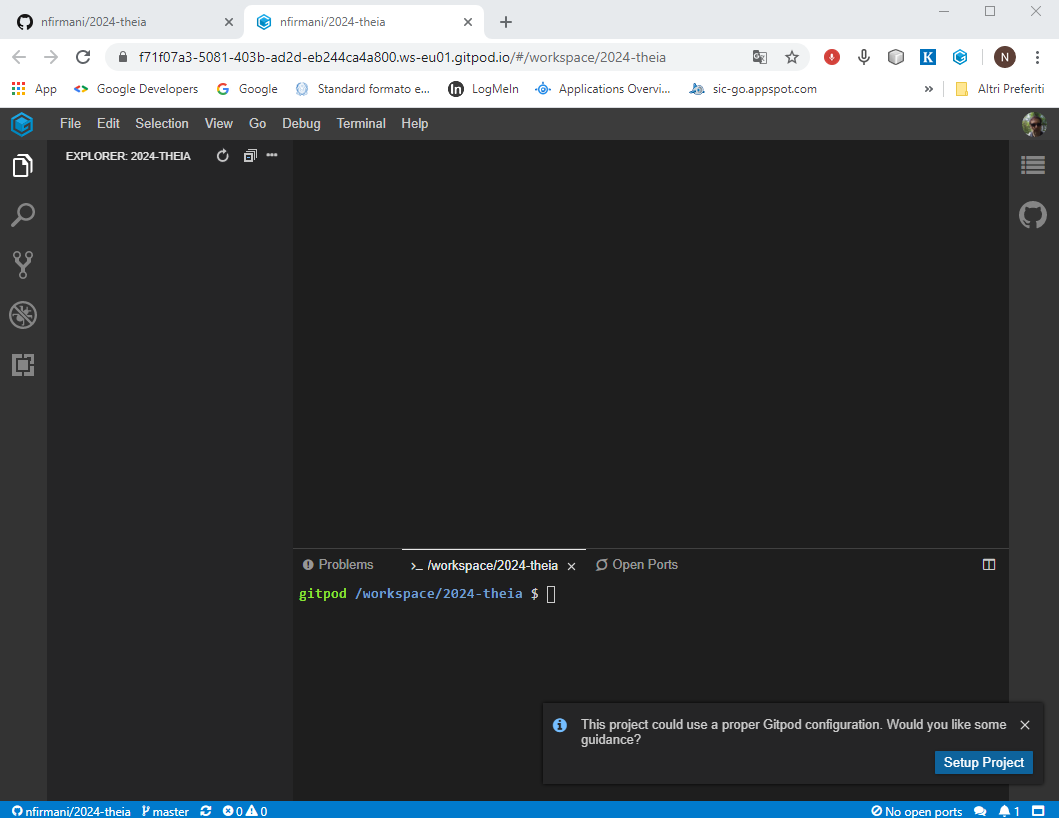 nfirmani/2024-theia
nfirmani/2024-theia
f71f07a3-5081-403b-ad2d-eb244ca4a800.ws-eu01.gitpod.io/#/workspace/2024-theia
K
N
App
Google Developers
Google
Standard formato e...
In
LogMeIn
Applications Overvi...
sic-go.appspot.com
»
Altri Preferiti
File Edit Selection View Go Debug Terminal Help
EXPLORER: 2024-THEIA
Problems
>_ /workspace/2024-theia
Open Ports
gitpod /workspace/2024-theia $
This project could use a proper Gitpod configuration. Would you like some
guidance?
Setup Project
nfirmani/2024-theia master 0 0
No open ports 1